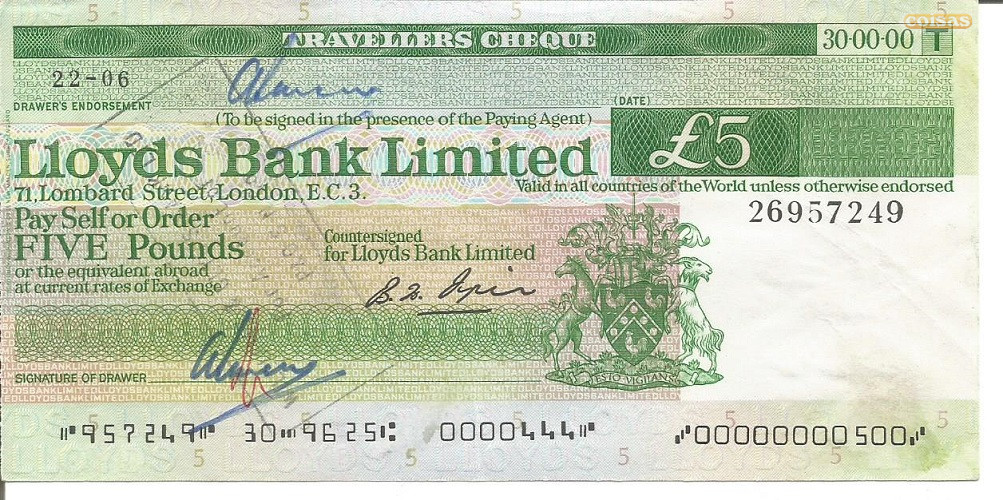 coisas
TRAVELLERS CHEQUE
30·00·00 T
22-06
DRAWER'S ENDORSEMENT
(DATE)
(To be signed in the presence of the Paying Agent)
Lloyds Bank Limited
£5
71, Lombard Street, London, E.C.3.
Valid in all countries of the World unless otherwise endorsed
Pay Self or Order
26957249
FIVE Pounds
Countersigned
for Lloyds Bank Limited
or the equivalent abroad
at current rates of Exchange
SIGNATURE OF DRAWER
⑈957249⑈ 30⑉9625⑆ 0000444⑈ ⑇00000000500⑇